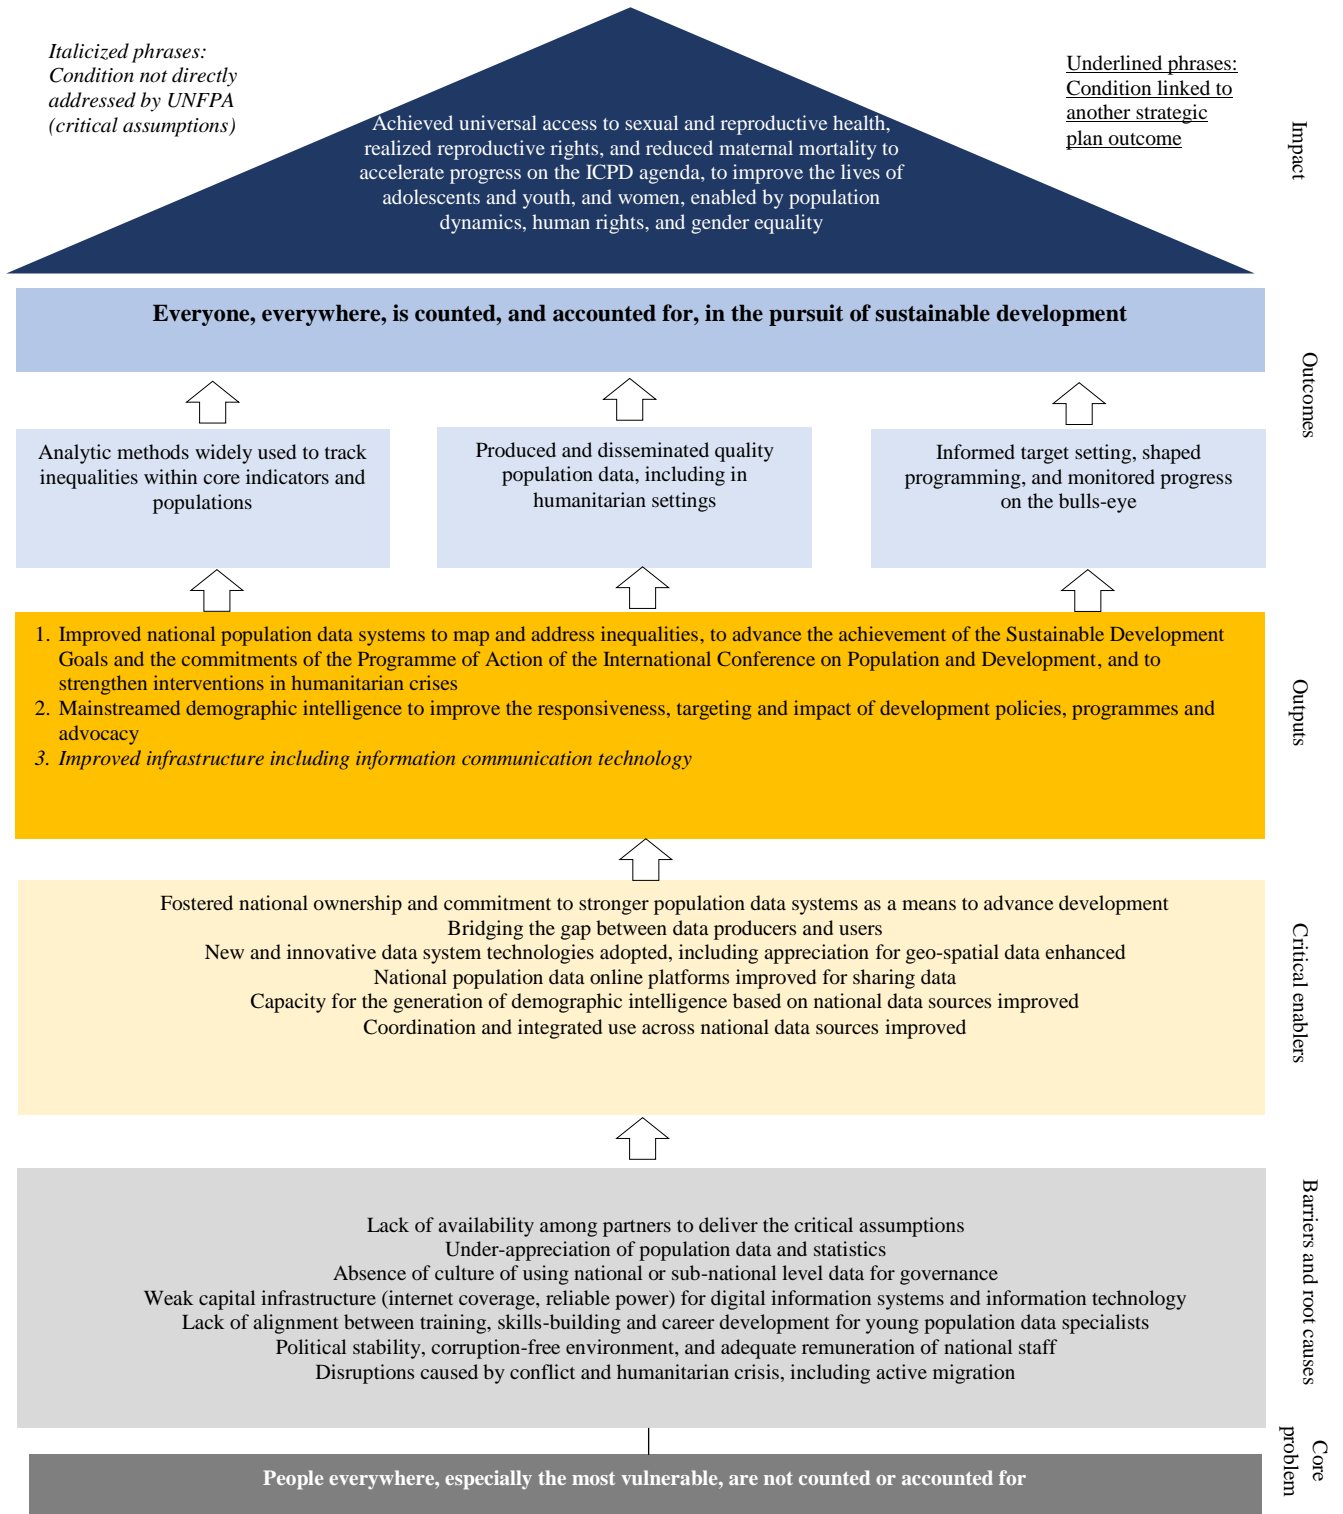 Italicized phrases:
Condition not directly
addressed by UNFPA
(critical assumptions)
Underlined phrases:
Condition linked to
another strategic
plan outcome
Impact
Achieved universal access to sexual and reproductive health,
realized reproductive rights, and reduced maternal mortality to
accelerate progress on the ICPD agenda, to improve the lives of
adolescents and youth, and women, enabled by population
dynamics, human rights, and gender equality
Everyone, everywhere, is counted, and accounted for, in the pursuit of sustainable development
Outcomes
Analytic methods widely used to track
inequalities within core indicators and
populations
Produced and disseminated quality
population data, including in
humanitarian settings
Informed target setting, shaped
programming, and monitored progress
on the bulls-eye
1. Improved national population data systems to map and address inequalities, to advance the achievement of the Sustainable Development
Goals and the commitments of the Programme of Action of the International Conference on Population and Development, and to
strengthen interventions in humanitarian crises
2. Mainstreamed demographic intelligence to improve the responsiveness, targeting and impact of development policies, programmes and
advocacy
3. Improved infrastructure including information communication technology
Outputs
Fostered national ownership and commitment to stronger population data systems as a means to advance development
Bridging the gap between data producers and users
New and innovative data system technologies adopted, including appreciation for geo-spatial data enhanced
National population data online platforms improved for sharing data
Capacity for the generation of demographic intelligence based on national data sources improved
Coordination and integrated use across national data sources improved
Critical enablers
Lack of availability among partners to deliver the critical assumptions
Under-appreciation of population data and statistics
Absence of culture of using national or sub-national level data for governance
Weak capital infrastructure (internet coverage, reliable power) for digital information systems and information technology
Lack of alignment between training, skills-building and career development for young population data specialists
Political stability, corruption-free environment, and adequate remuneration of national staff
Disruptions caused by conflict and humanitarian crisis, including active migration
Barriers and root causes
People everywhere, especially the most vulnerable, are not counted or accounted for
Core
problem